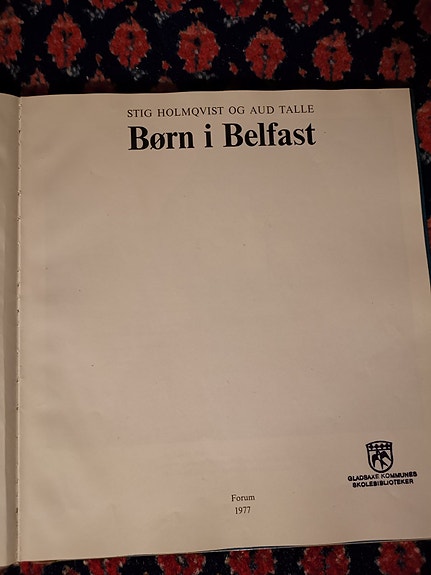 STIG HOLMQVIST OG AUD TALLE
Børn i Belfast
GLADSAXE KOMMUNES
SKOLEBIBLIOTEKER
Forum
1977